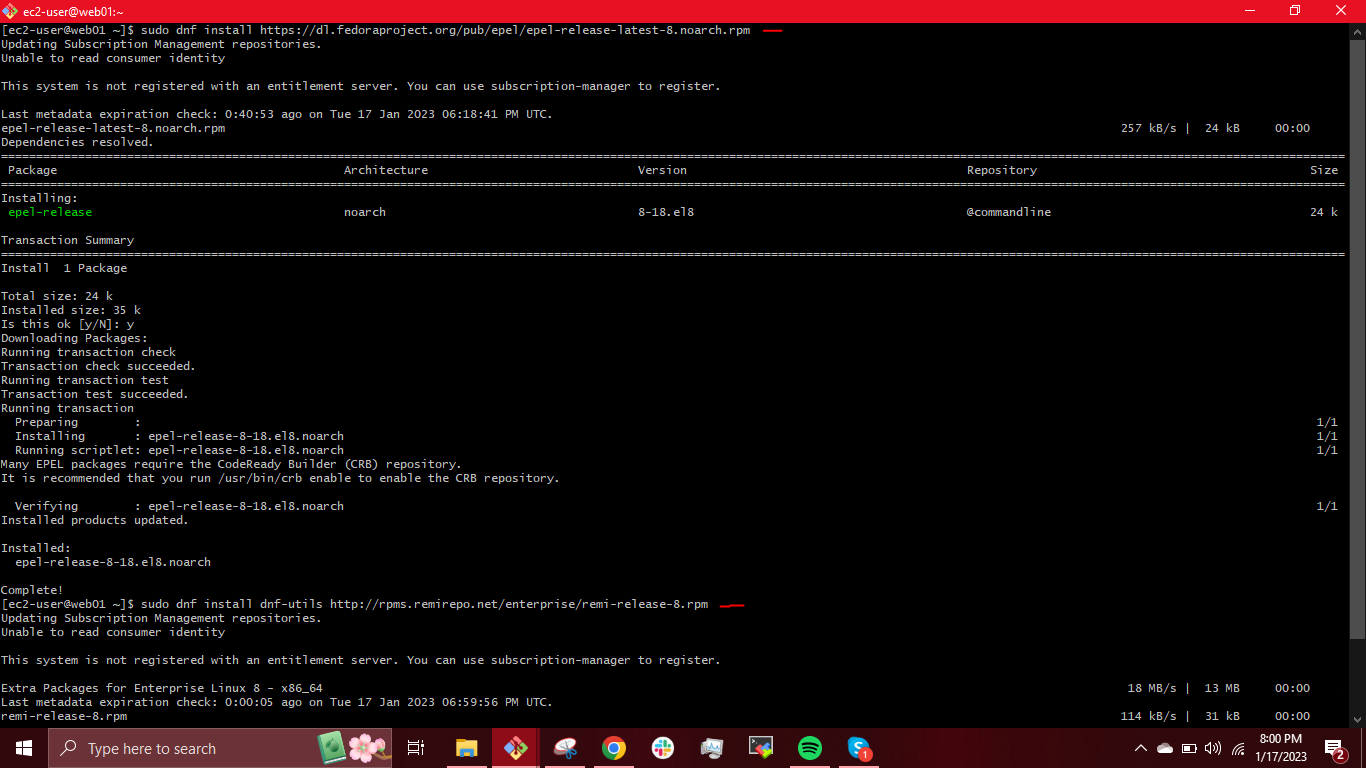 ec2-user@web01:~
[ec2-user@web01 ~]$ sudo dnf install https://dl.fedoraproject.org/pub/epel/epel-release-latest-8.noarch.rpm
Updating Subscription Management repositories.
Unable to read consumer identity
This system is not registered with an entitlement server. You can use subscription-manager to register.
Last metadata expiration check: 0:40:53 ago on Tue 17 Jan 2023 06:18:41 PM UTC.
epel-release-latest-8.noarch.rpm 257 kB/s | 24 kB 00:00
Dependencies resolved.
Package Architecture Version Repository Size
Installing:
epel-release noarch 8-18.el8 @commandline 24 k
Transaction Summary
Install 1 Package
Total size: 24 k
Installed size: 35 k
Is this ok [y/N]: y
Downloading Packages:
Running transaction check
Transaction check succeeded.
Running transaction test
Transaction test succeeded.
Running transaction
Preparing : 1/1
Installing : epel-release-8-18.el8.noarch 1/1
Running scriptlet: epel-release-8-18.el8.noarch 1/1
Many EPEL packages require the CodeReady Builder (CRB) repository.
It is recommended that you run /usr/bin/crb enable to enable the CRB repository.
Verifying : epel-release-8-18.el8.noarch 1/1
Installed products updated.
Installed:
epel-release-8-18.el8.noarch
Complete!
[ec2-user@web01 ~]$ sudo dnf install dnf-utils http://rpms.remirepo.net/enterprise/remi-release-8.rpm
Updating Subscription Management repositories.
Unable to read consumer identity
This system is not registered with an entitlement server. You can use subscription-manager to register.
Extra Packages for Enterprise Linux 8 - x86_64 18 MB/s | 13 MB 00:00
Last metadata expiration check: 0:00:05 ago on Tue 17 Jan 2023 06:59:56 PM UTC.
remi-release-8.rpm 114 kB/s | 31 kB 00:00
Type here to search
1
8:00 PM
1/17/2023
2